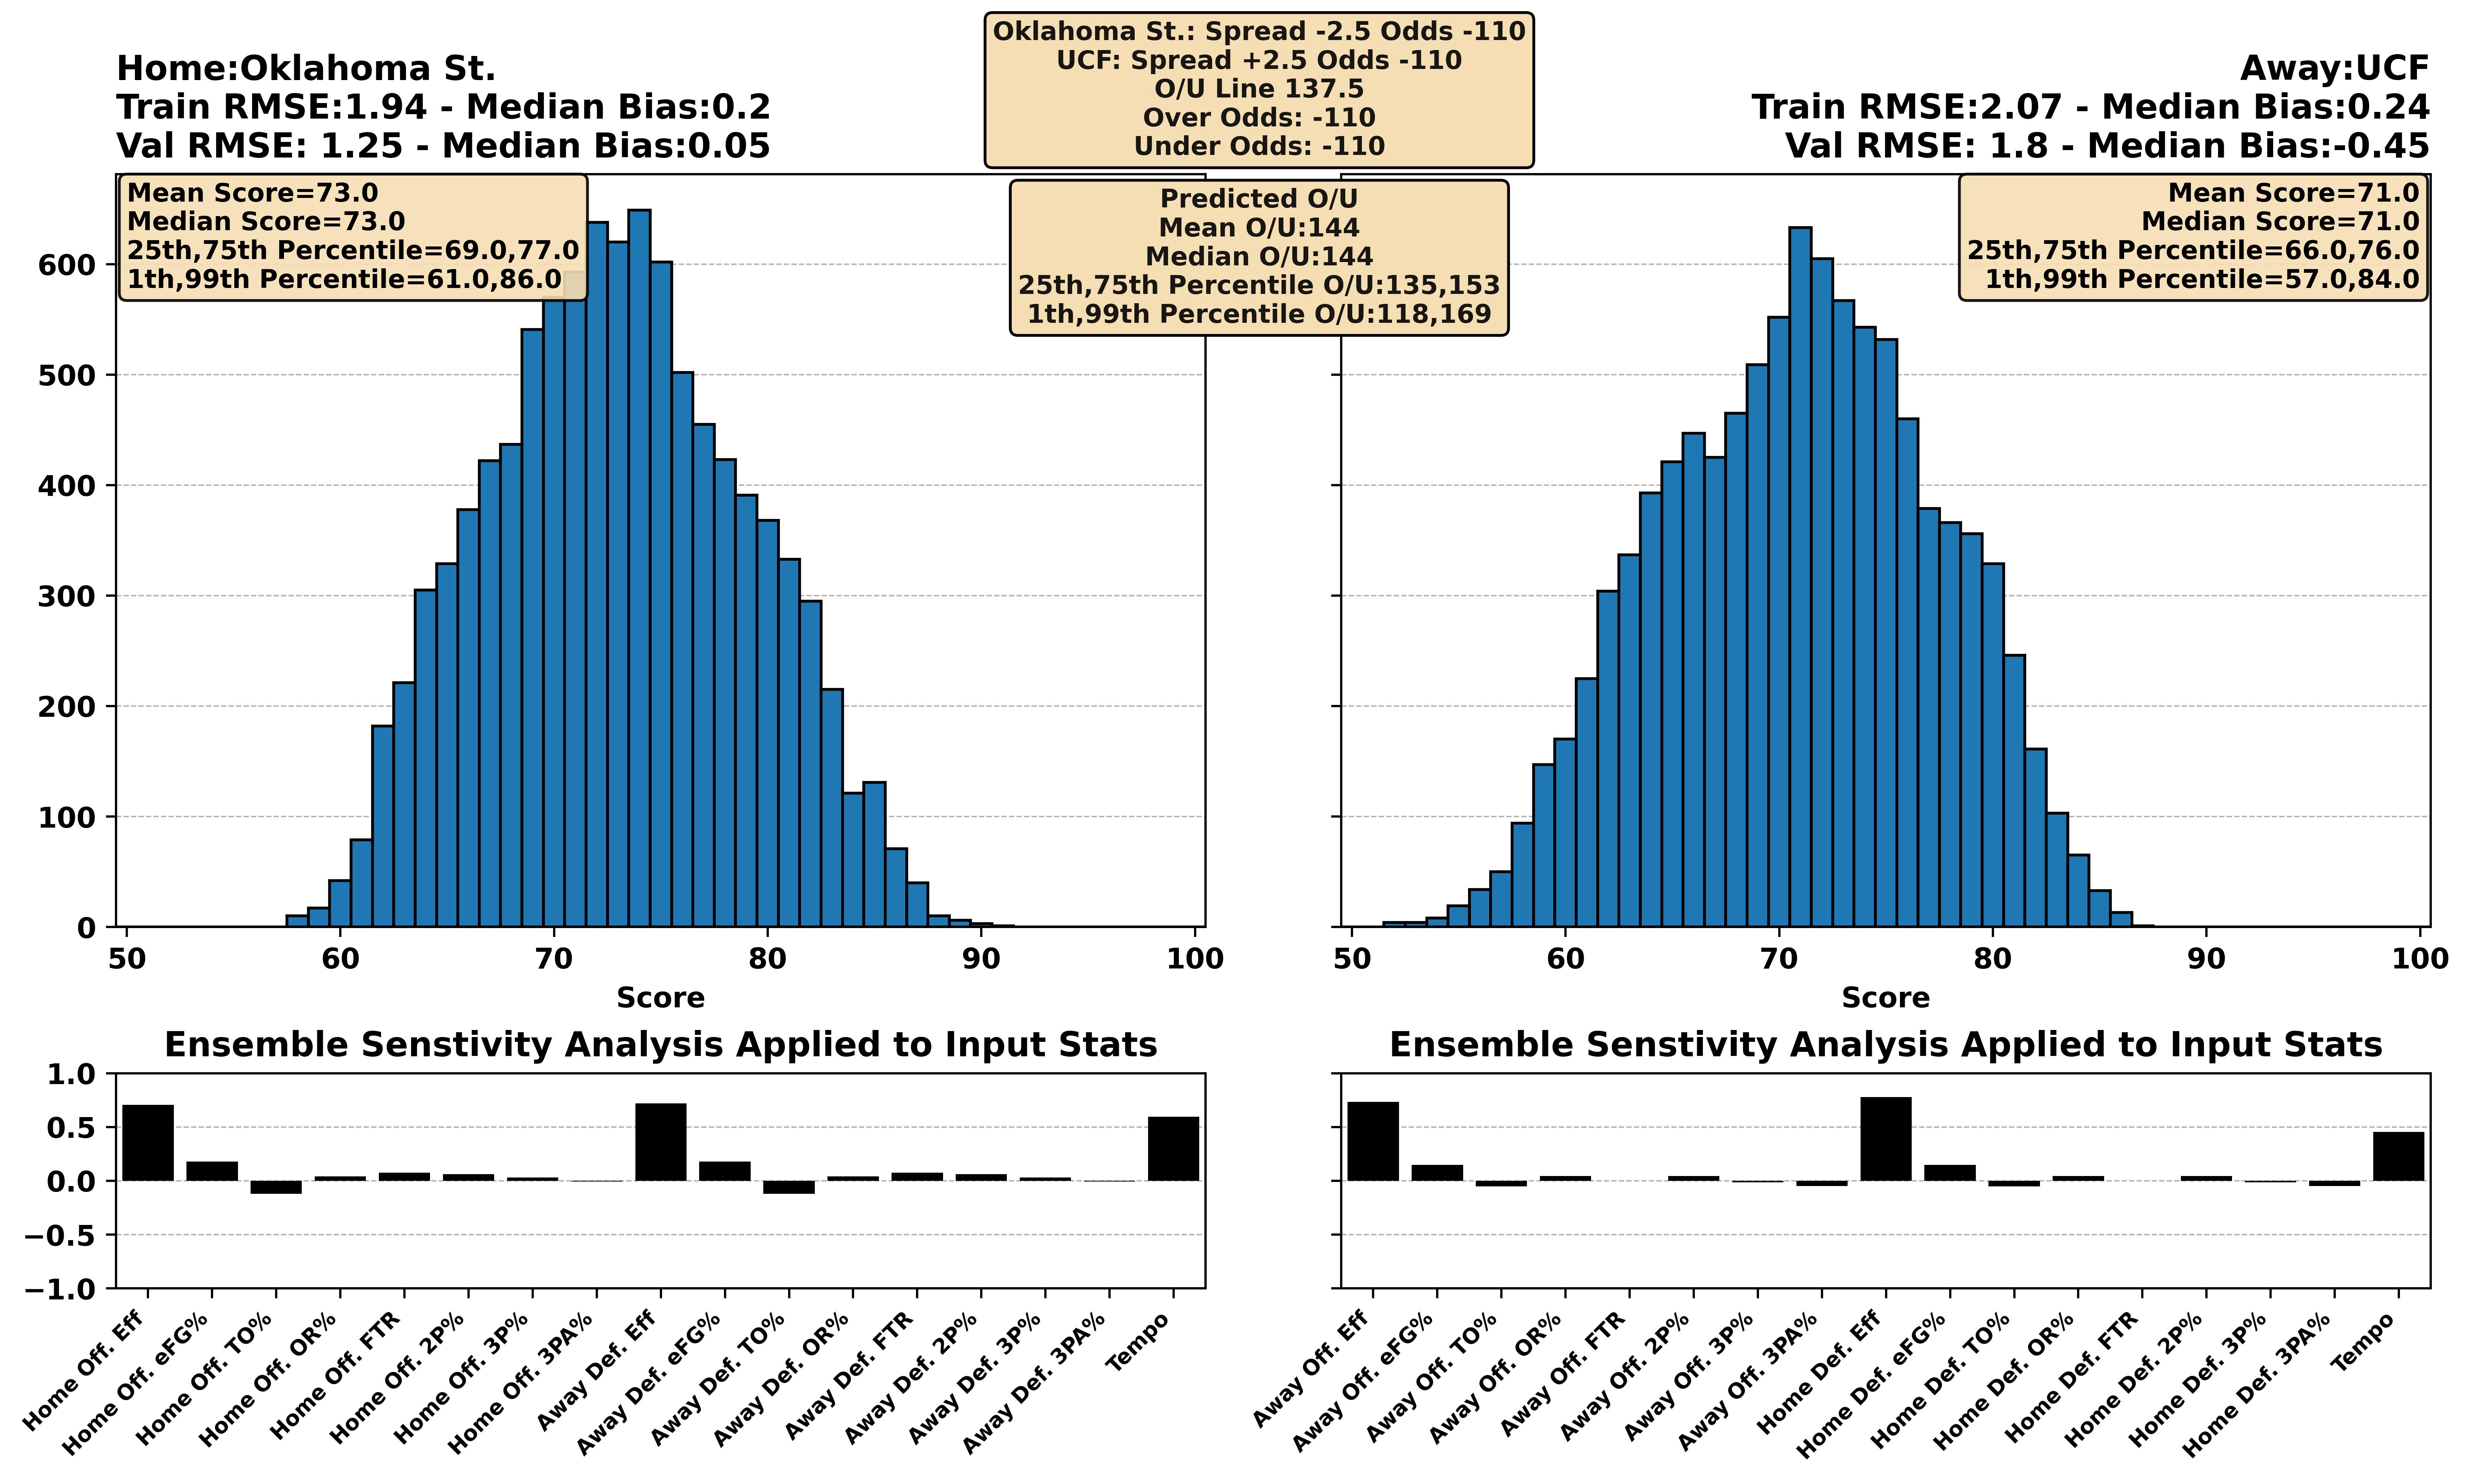 Oklahoma St.: Spread -2.5 Odds -110
UCF: Spread +2.5 Odds -110
O/U Line 137.5
Over Odds: -110
Under Odds: -110
Home:Oklahoma St.
Train RMSE:1.94 - Median Bias:0.2
Val RMSE: 1.25 - Median Bias:0.05
Away:UCF
Train RMSE:2.07 - Median Bias:0.24
Val RMSE: 1.8 - Median Bias:-0.45
Mean Score=73.0
Median Score=73.0
25th,75th Percentile=69.0,77.0
1th,99th Percentile=61.0,86.0
Predicted O/U
Mean O/U:144
Median O/U:144
25th,75th Percentile O/U:135,153
1th,99th Percentile O/U:118,169
Mean Score=71.0
Median Score=71.0
25th,75th Percentile=66.0,76.0
1th,99th Percentile=57.0,84.0
600
500
400
300
200
100
0
50 60 70 80 90 100
Score
50 60 70 80 90 100
Score
Ensemble Senstivity Analysis Applied to Input Stats
Ensemble Senstivity Analysis Applied to Input Stats
1.0
0.5
0.0
−0.5
−1.0
Home Off. Eff
Home Off. eFG%
Home Off. TO%
Home Off. OR%
Home Off. FTR
Home Off. 2P%
Home Off. 3P%
Home Off. 3PA%
Away Def. Eff
Away Def. eFG%
Away Def. TO%
Away Def. OR%
Away Def. FTR
Away Def. 2P%
Away Def. 3P%
Away Def. 3PA%
Tempo
Away Off. Eff
Away Off. eFG%
Away Off. TO%
Away Off. OR%
Away Off. FTR
Away Off. 2P%
Away Off. 3P%
Away Off. 3PA%
Home Def. Eff
Home Def. eFG%
Home Def. TO%
Home Def. OR%
Home Def. FTR
Home Def. 2P%
Home Def. 3P%
Home Def. 3PA%
Tempo